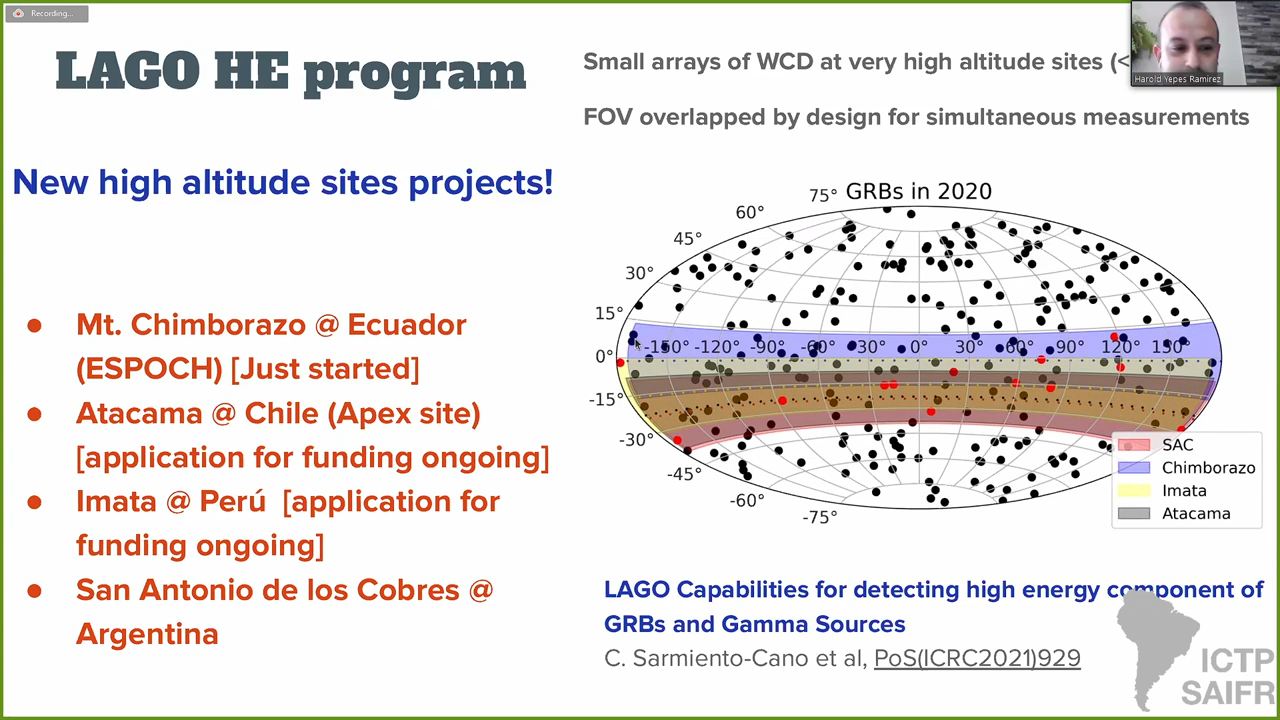 Recording...
LAGO HE program
Small arrays of WCD at very high altitude sites (<
Harold Yepes Ramirez
FOV overlapped by design for simultaneous measurements
New high altitude sites projects!
● Mt. Chimborazo @ Ecuador
(ESPOCH) [Just started]
● Atacama @ Chile (Apex site)
[application for funding ongoing]
● Imata @ Perú [application for
funding ongoing]
● San Antonio de los Cobres @
Argentina
GRBs in 2020
75°
60°
45°
30°
15°
0°
-15°
-30°
-45°
-60°
-75°
-150° -120° -90° -60° -30° 0° 30° 60° 90° 120° 150°
SAC
Chimborazo
Imata
Atacama
LAGO Capabilities for detecting high energy component of
GRBs and Gamma Sources
C. Sarmiento-Cano et al, PoS(ICRC2021)929
ICTP
SAIFR